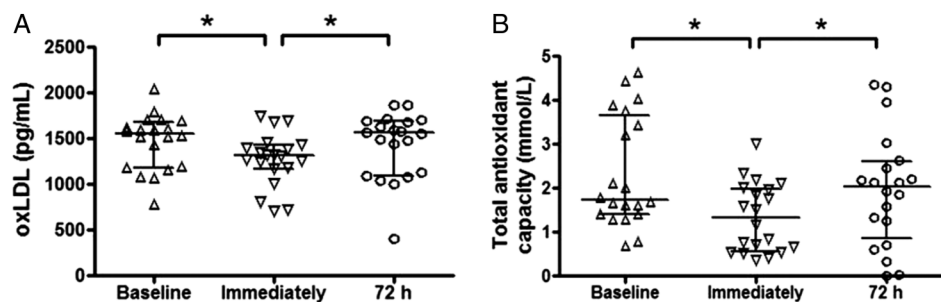 A
* *
oxLDL (pg/mL)
2500
2000
1500
1000
500
0
Baseline Immediately 72 h
B
* *
Total antioxidant
capacity (mmol/L)
5
4
3
2
1
0
Baseline Immediately 72 h